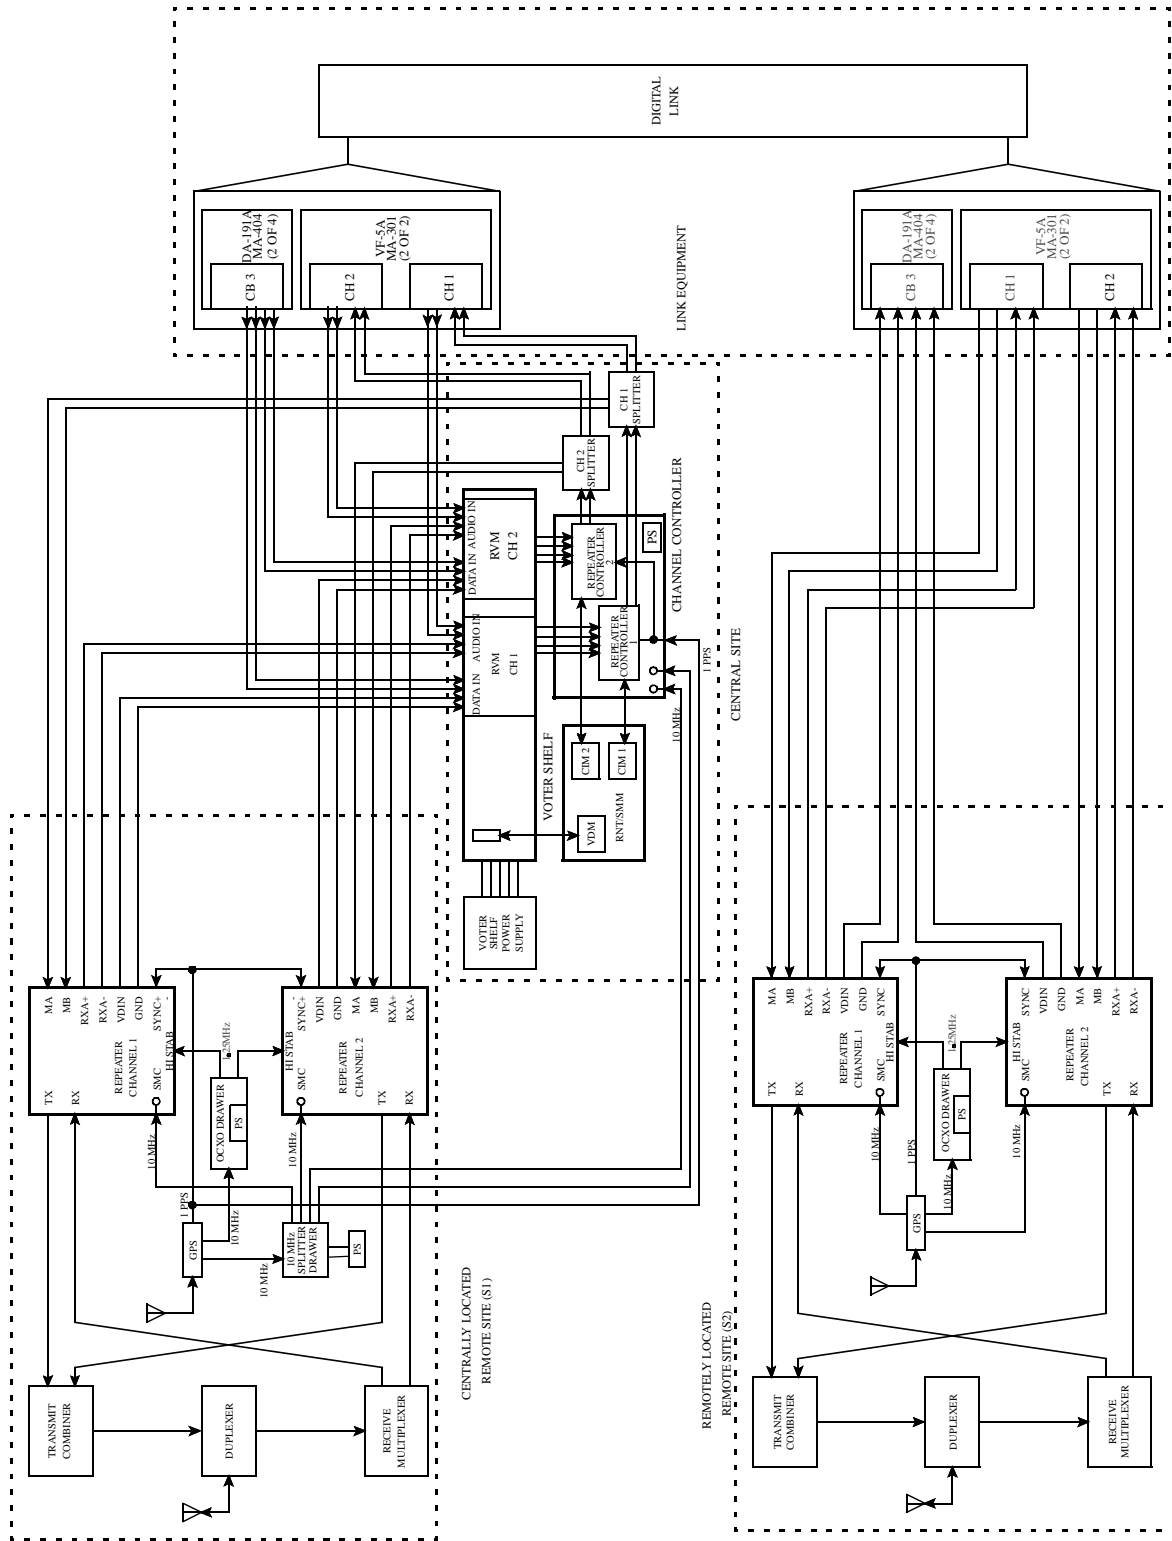 DIGITAL
LINK
DA-191A
MA-404
(2 OF 4)
CB 3
VF-5A
MA-301
(2 OF 2)
CH 2
CH 1
LINK EQUIPMENT
DA-191A
MA-404
(2 OF 4)
CB 3
VF-5A
MA-301
(2 OF 2)
CH 1
CH 2
CH 1
SPLITTER
CH 2
SPLITTER
CHANNEL CONTROLLER
PS
REPEATER
CONTROLLER
2
REPEATER
CONTROLLER
1
AUDIO IN
DATA IN
RVM
CH 2
AUDIO IN
DATA IN
RVM
CH 1
1 PPS
10 MHz
CENTRAL SITE
VOTER SHELF
CIM 2
CIM 1
VDM
RNT/SMM
VOTER
SHELF
POWER
SUPPLY
MA
MB
RXA+
RXA-
VDIN
GND
SYNC+
-
HI STAB
SMC
REPEATER
CHANNEL 1
TX
RX
1.25MHz
SYNC+
-
VDIN
GND
MA
MB
RXA+
RXA-
HI STAB
SMC
REPEATER
CHANNEL 2
TX
RX
OCXO DRAWER
PS
10 MHz
10 MHz
1 PPS
10 MHz
GPS
10 MHz
10 MHz
SPLITTER
DRAWER
PS
TRANSMIT
COMBINER
DUPLEXER
RECEIVE
MULTIPLEXER
CENTRALLY LOCATED
REMOTE SITE (S1)
MA
MB
RXA+
RXA-
VDIN
GND
SYNC
HI STAB
SMC
REPEATER
CHANNEL 1
TX
RX
1.25MHz
SYNC
VDIN
GND
MA
MB
RXA+
RXA-
HI STAB
SMC
REPEATER
CHANNEL 2
TX
RX
OCXO DRAWER
PS
10 MHz
1 PPS
10 MHz
10 MHz
GPS
TRANSMIT
COMBINER
DUPLEXER
RECEIVE
MULTIPLEXER
REMOTELY LOCATED
REMOTE SITE (S2)